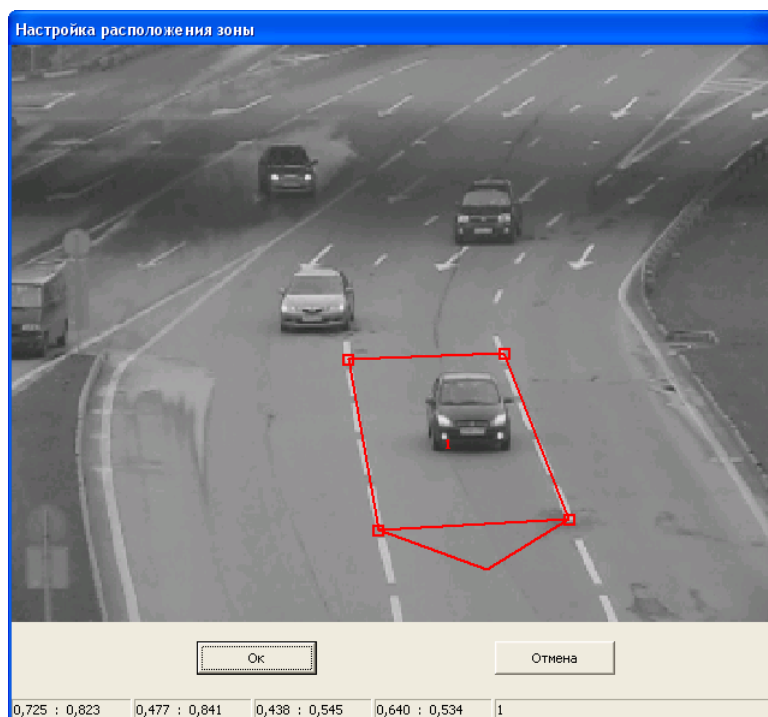 Настройка расположения зоны
1
Ок
Отмена
0,725 : 0,823 0,477 : 0,841 0,438 : 0,545 0,640 : 0,534 1